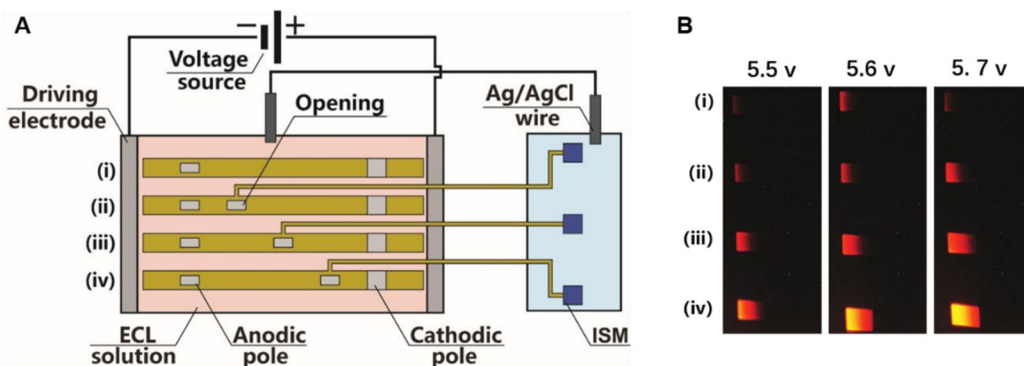 A
− +
Voltage
source
Driving
electrode
Opening
Ag/AgCl
wire
(i)
(ii)
(iii)
(iv)
ECL
solution
Anodic
pole
Cathodic
pole
ISM
B
5.5 v 5.6 v 5. 7 v
(i)
(ii)
(iii)
(iv)